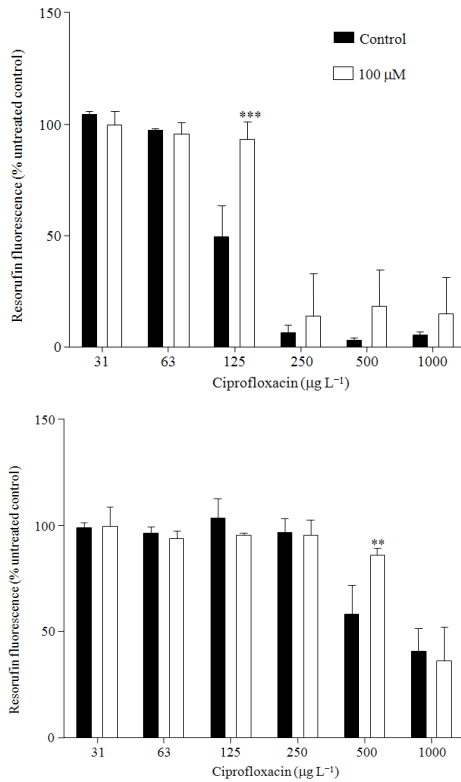 150
Control
100 μM
***
100
50
0
Resorufin fluorescence (% untreated control)
31 63 125 250 500 1000
Ciprofloxacin (μg L⁻¹)
150
100
**
50
0
Resorufin fluorescence (% untreated control)
31 63 125 250 500 1000
Ciprofloxacin (μg L⁻¹)